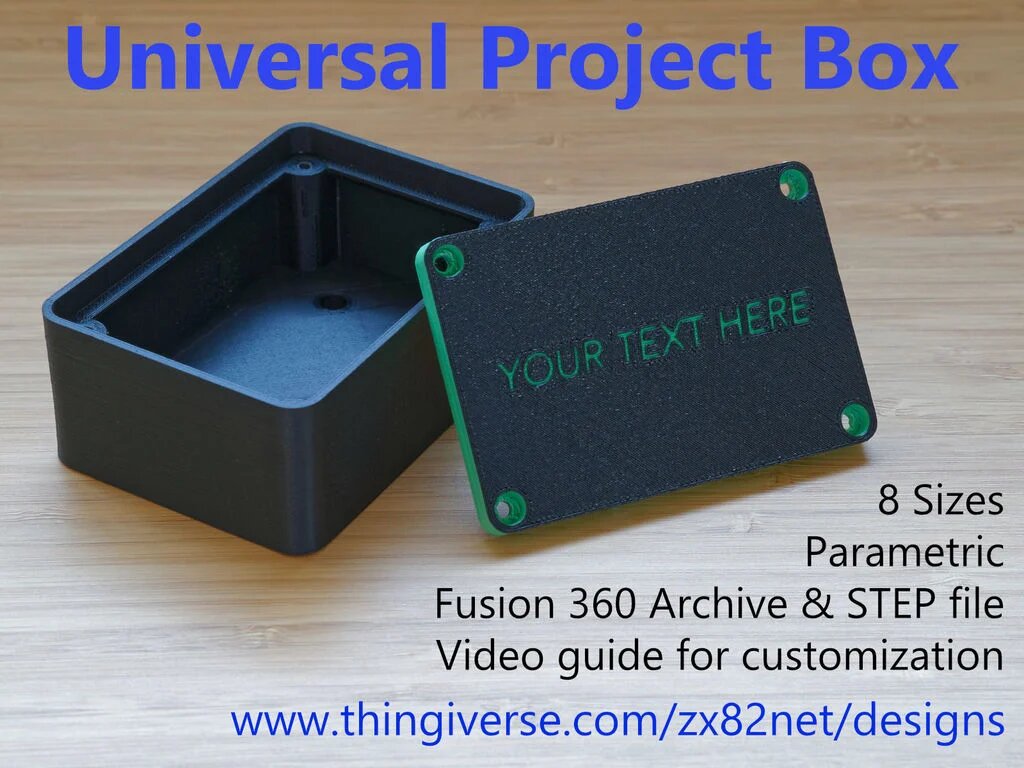 Universal Project Box
YOUR TEXT HERE
8 Sizes
Parametric
Fusion 360 Archive & STEP file
Video guide for customization
www.thingiverse.com/zx82net/designs